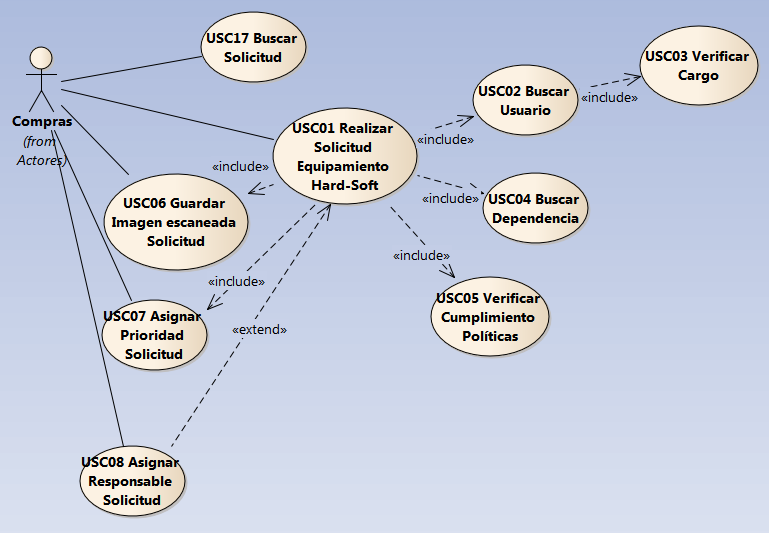 USC17 Buscar
Solicitud
USC03 Verificar
Cargo
USC02 Buscar
Usuario
«include»
Compras
(from
Actores)
USC01 Realizar
Solicitud
Equipamiento
Hard-Soft
«include»
«include»
USC06 Guardar
Imagen escaneada
Solicitud
«include»
USC04 Buscar
Dependencia
«include»
«include»
USC05 Verificar
Cumplimiento
Políticas
USC07 Asignar
Prioridad
Solicitud
«extend»
USC08 Asignar
Responsable
Solicitud